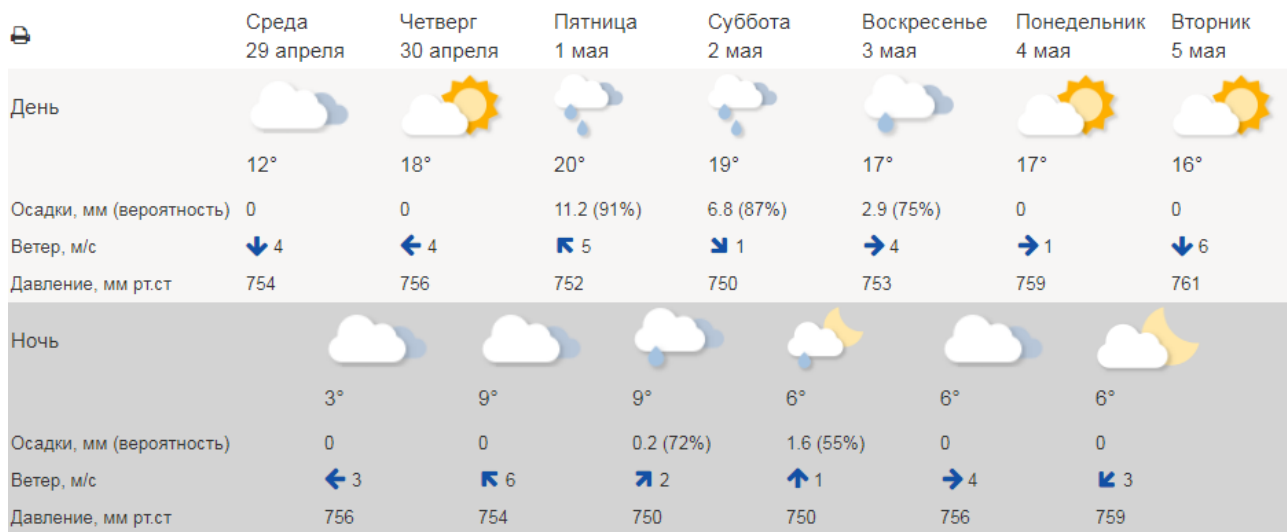 Среда Четверг Пятница Суббота Воскресенье Понедельник Вторник
29 апреля 30 апреля 1 мая 2 мая 3 мая 4 мая 5 мая
День
12° 18° 20° 19° 17° 17° 16°
Осадки, мм (вероятность) 0 0 11.2 (91%) 6.8 (87%) 2.9 (75%) 0 0
Ветер, м/с 4 4 5 1 4 1 6
Давление, мм рт.ст 754 756 752 750 753 759 761
Ночь
3° 9° 9° 6° 6° 6°
Осадки, мм (вероятность) 0 0 0.2 (72%) 1.6 (55%) 0 0
Ветер, м/с 3 6 2 1 4 3
Давление, мм рт.ст 756 754 750 750 756 759